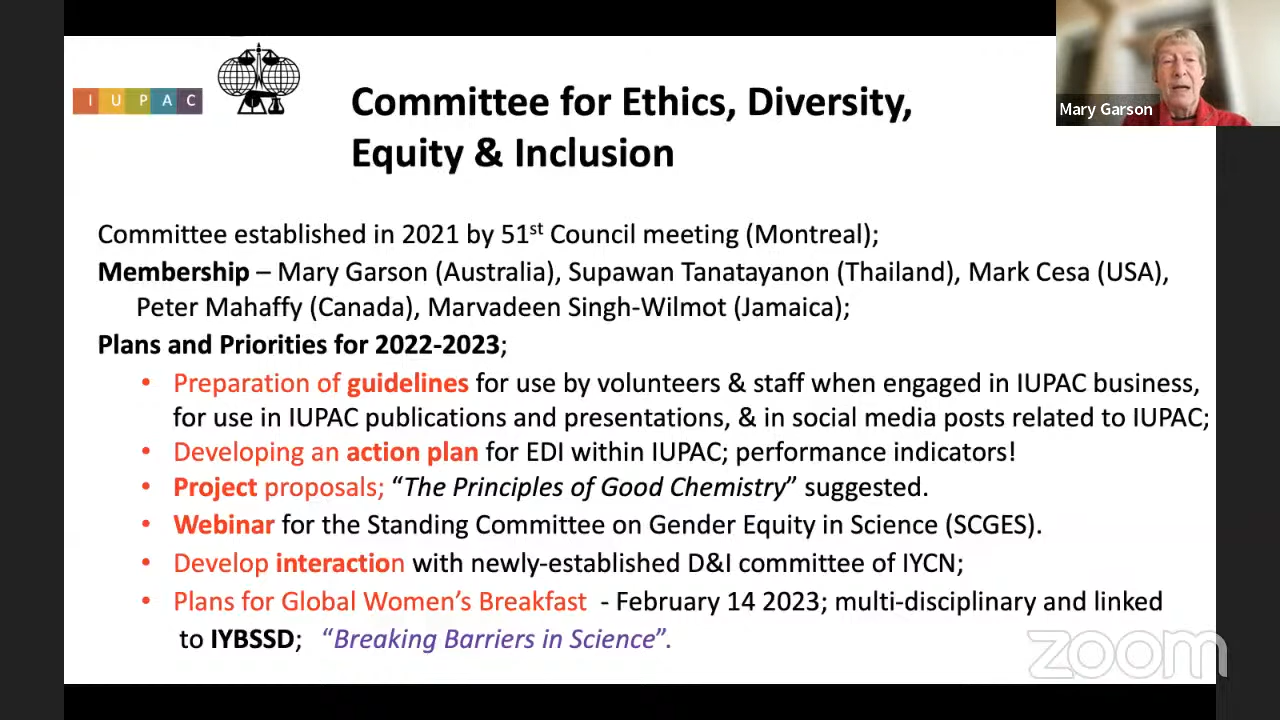 I U P A C
Committee for Ethics, Diversity,
Equity & Inclusion
Mary Garson
Committee established in 2021 by 51st Council meeting (Montreal);
Membership – Mary Garson (Australia), Supawan Tanatayanon (Thailand), Mark Cesa (USA),
Peter Mahaffy (Canada), Marvadeen Singh-Wilmot (Jamaica);
Plans and Priorities for 2022-2023;
• Preparation of guidelines for use by volunteers & staff when engaged in IUPAC business,
for use in IUPAC publications and presentations, & in social media posts related to IUPAC;
• Developing an action plan for EDI within IUPAC; performance indicators!
• Project proposals; “The Principles of Good Chemistry” suggested.
• Webinar for the Standing Committee on Gender Equity in Science (SCGES).
• Develop interaction with newly-established D&I committee of IYCN;
• Plans for Global Women’s Breakfast - February 14 2023; multi-disciplinary and linked
to IYBSSD; “Breaking Barriers in Science”.
zoom